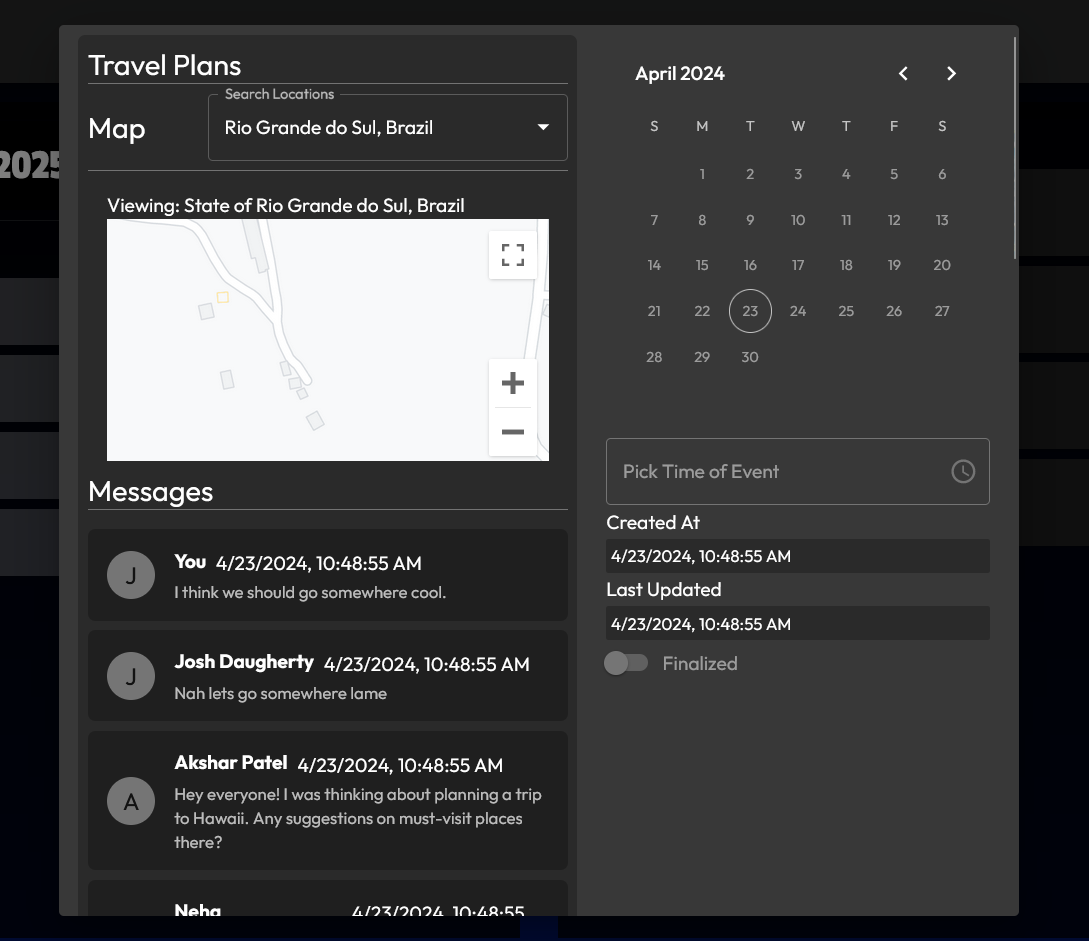 2025
Travel Plans
Map
Search Locations
Rio Grande do Sul, Brazil
Viewing: State of Rio Grande do Sul, Brazil
Messages
J
You 4/23/2024, 10:48:55 AM
I think we should go somewhere cool.
J
Josh Daugherty 4/23/2024, 10:48:55 AM
Nah lets go somewhere lame
A
Akshar Patel 4/23/2024, 10:48:55 AM
Hey everyone! I was thinking about planning a trip
to Hawaii. Any suggestions on must-visit places
there?
Neha 4/23/2024, 10:48:55
April 2024
S M T W T F S
1 2 3 4 5 6
7 8 9 10 11 12 13
14 15 16 17 18 19 20
21 22 23 24 25 26 27
28 29 30
Pick Time of Event
Created At
4/23/2024, 10:48:55 AM
Last Updated
4/23/2024, 10:48:55 AM
Finalized